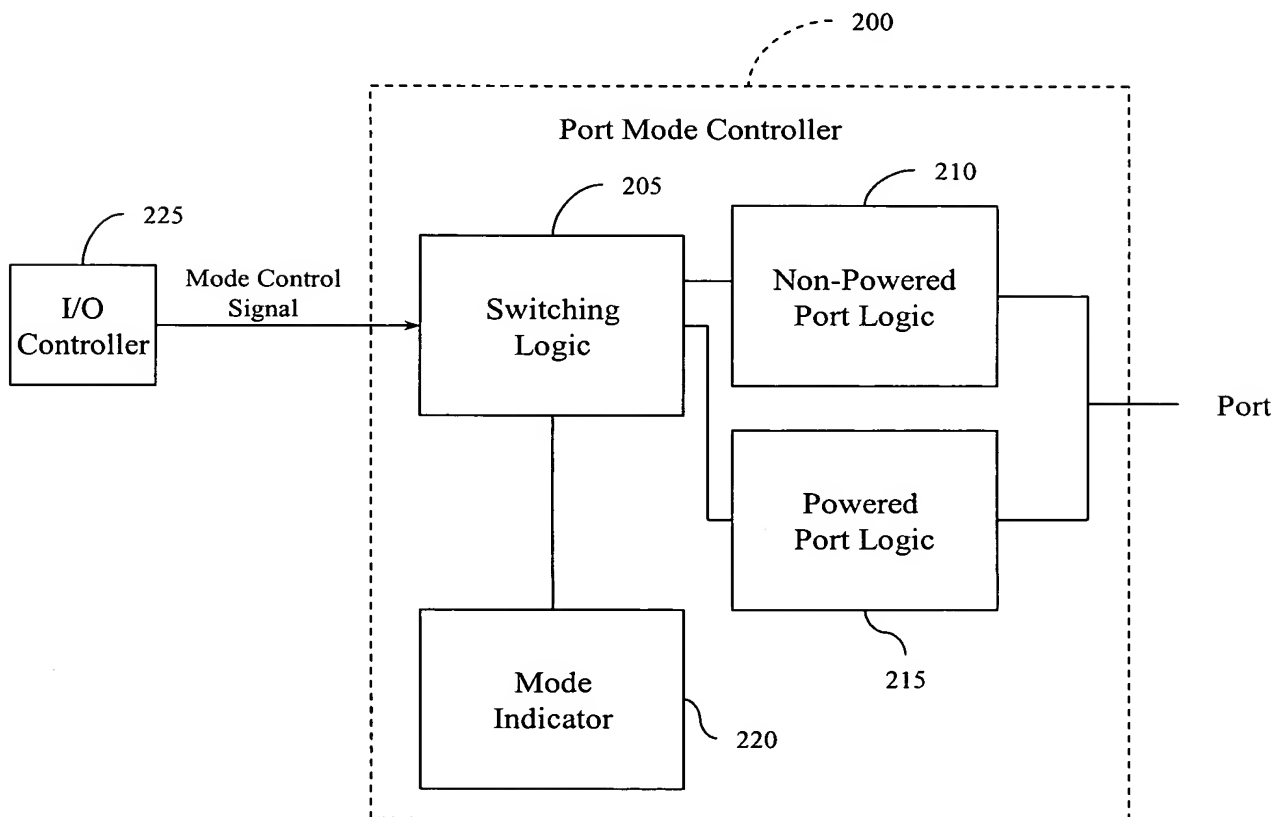 200
Port Mode Controller
205
210
225
I/O
Controller
Mode Control
Signal
Switching
Logic
Non-Powered
Port Logic
Port
Powered
Port Logic
215
Mode
Indicator
220